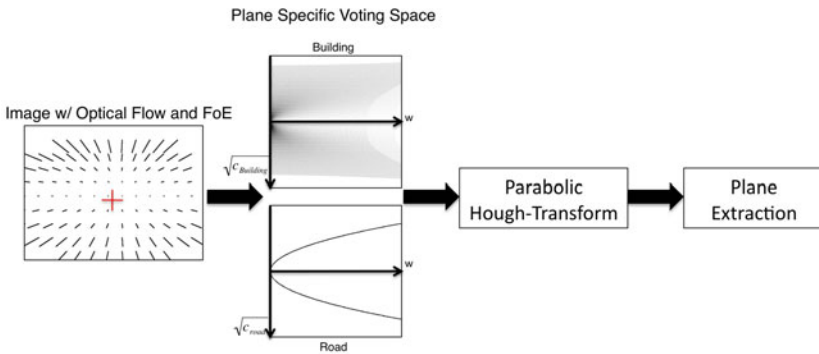 Plane Specific Voting Space
Building
Image w/ Optical Flow and FoE
w
√c_Building
Parabolic
Hough-Transform
Plane
Extraction
w
√c_road
Road